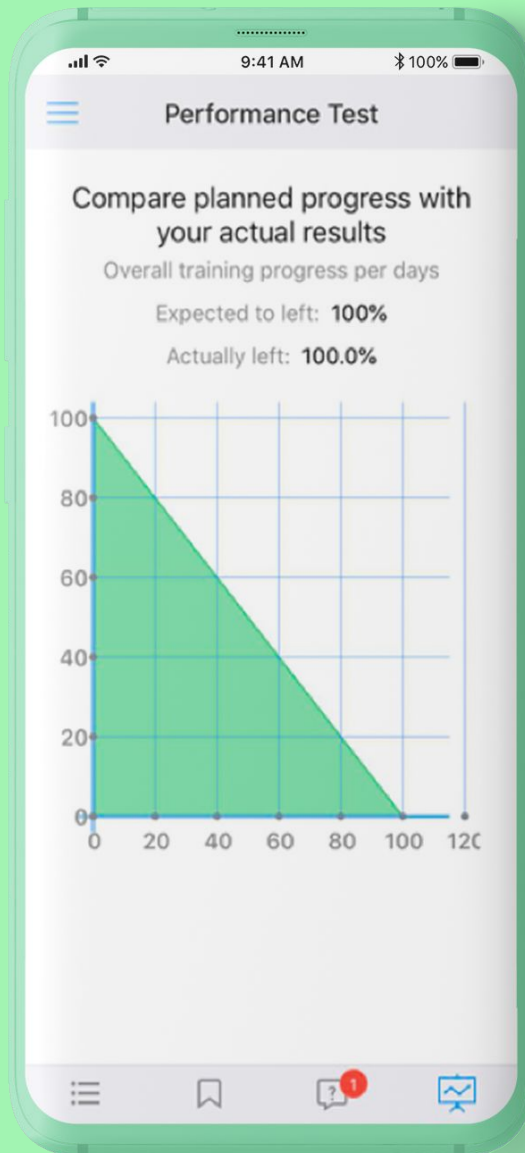 9:41 AM
100%
Performance Test
Compare planned progress with
your actual results
Overall training progress per days
Expected to left: 100%
Actually left: 100.0%
100
80
60
40
20
0
0 20 40 60 80 100 120
?
1